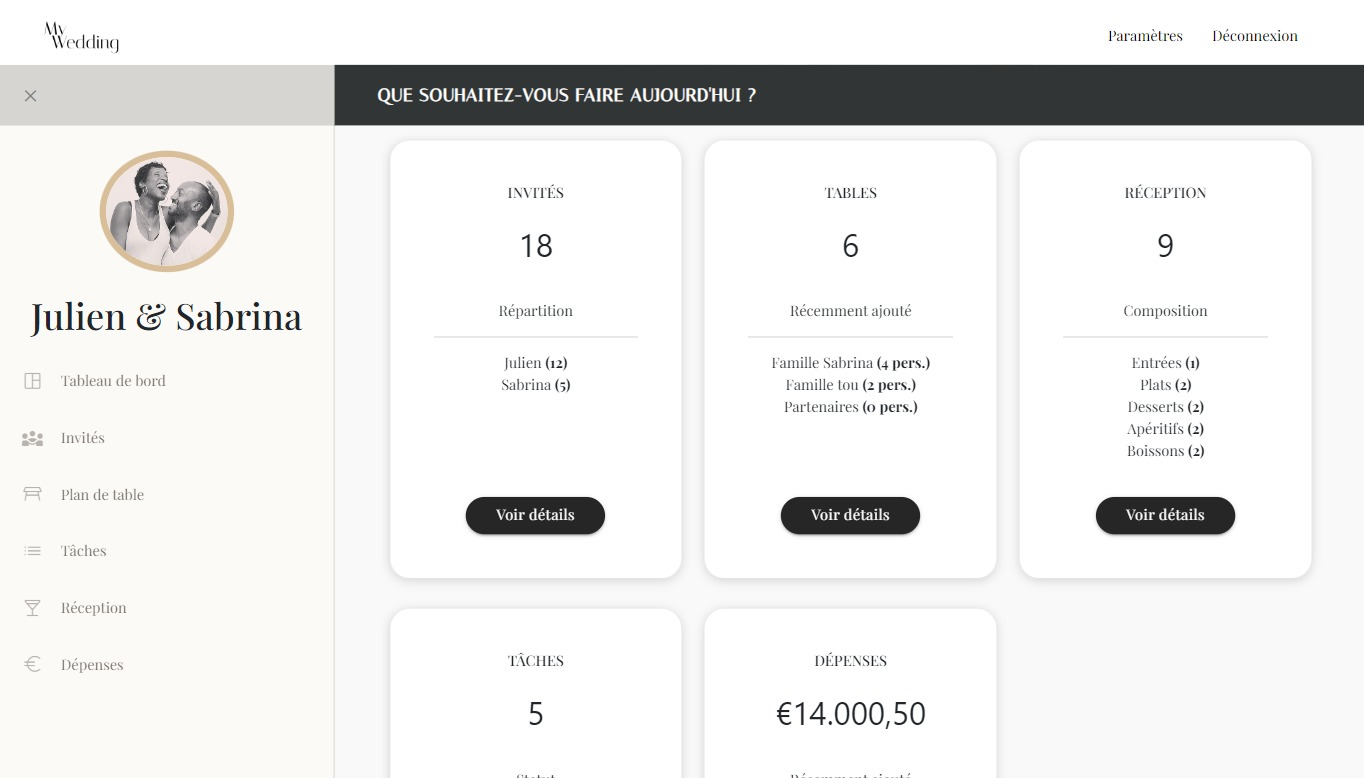 My
Wedding
Paramètres
Déconnexion
QUE SOUHAITEZ-VOUS FAIRE AUJOURD'HUI ?
Julien & Sabrina
Tableau de bord
Invités
Plan de table
Tâches
Réception
Dépenses
INVITÉS
18
Répartition
Julien (12)
Sabrina (5)
Voir détails
TABLES
6
Récemment ajouté
Famille Sabrina (4 pers.)
Famille tou (2 pers.)
Partenaires (0 pers.)
Voir détails
RÉCEPTION
9
Composition
Entrées (1)
Plats (2)
Desserts (2)
Apéritifs (2)
Boissons (2)
Voir détails
TÂCHES
5
DÉPENSES
€14.000,50